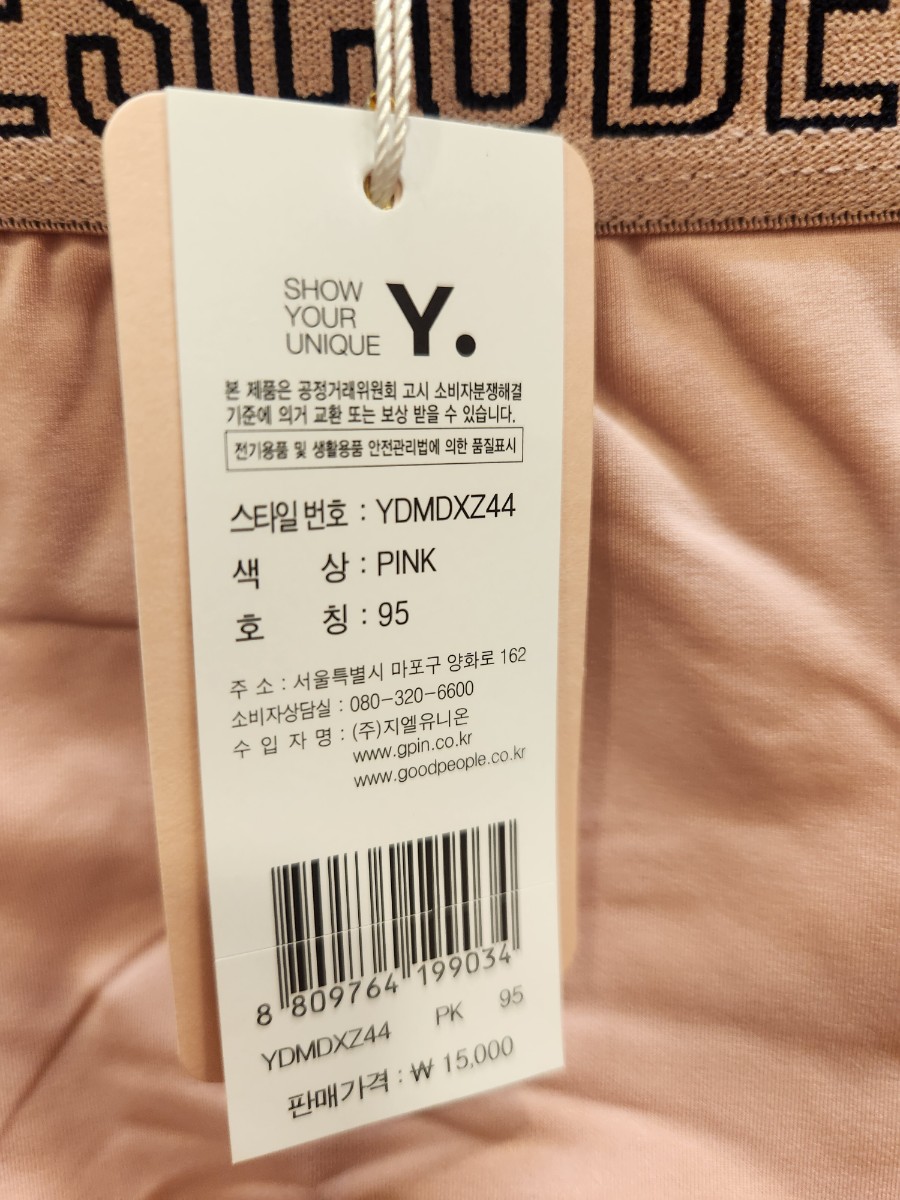 SHOW
YOUR
UNIQUE
Y.
본 제품은 공정거래위원회 고시 소비자분쟁해결
기준에 의거 교환 또는 보상 받을 수 있습니다.
전기용품 및 생활용품 안전관리법에 의한 품질표시
스타일 번호 : YDMDXZ44
색 상 : PINK
호 칭 : 95
주 소 : 서울특별시 마포구 양화로 162
소비자상담실 : 080-320-6600
수 입 자 명 : (주)지엘유니온
www.gpin.co.kr
www.goodpeople.co.kr
8 809764 199034
YDMDXZ44 PK 95
판매가격 : ₩ 15,000